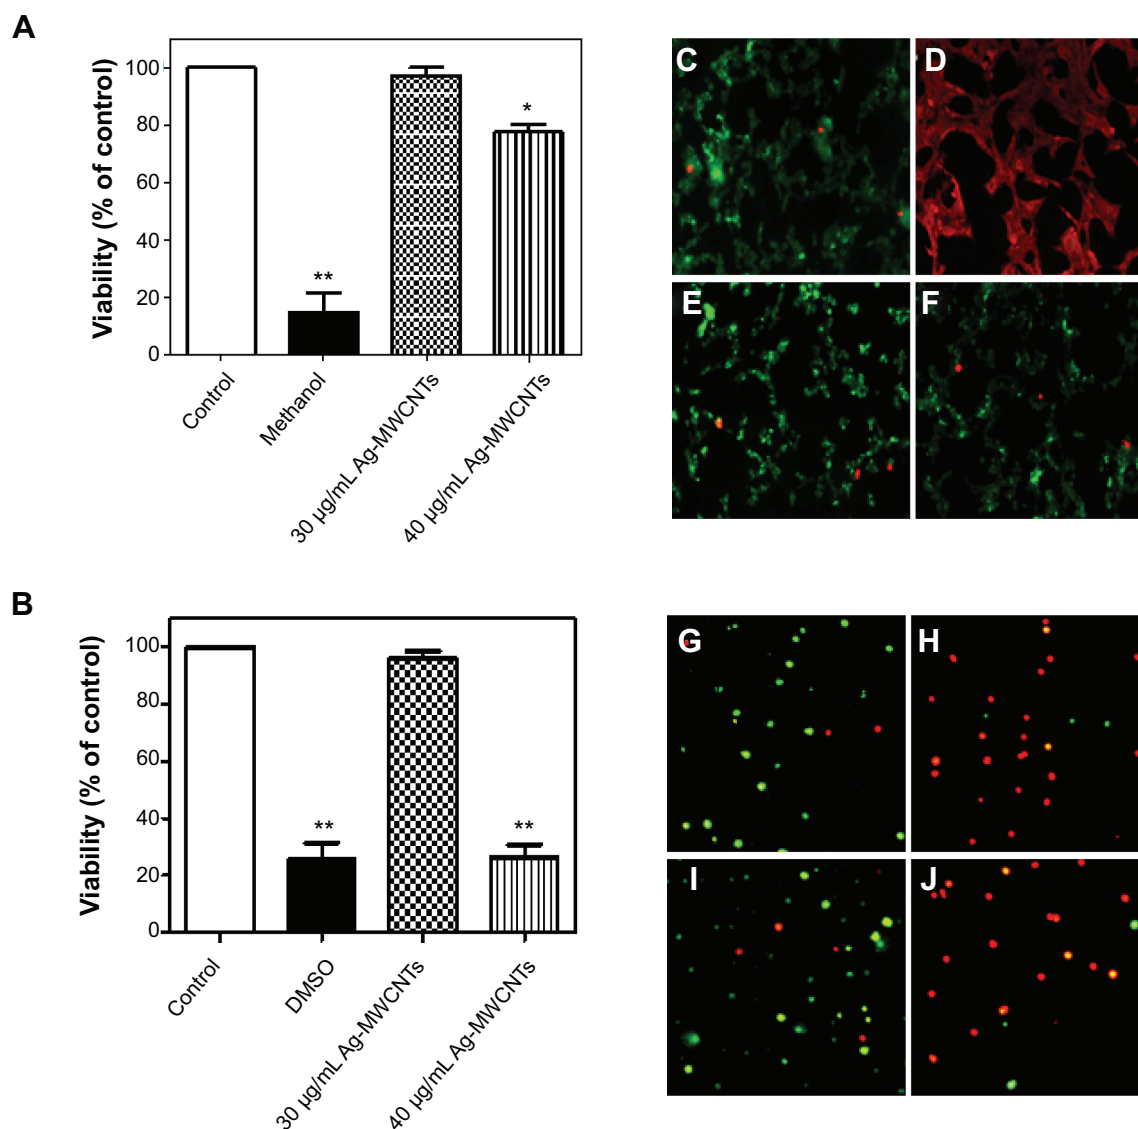 A
Viability (% of control)
100
80
60
40
20
0
**
*
Control
Methanol
30 µg/mL Ag-MWCNTs
40 µg/mL Ag-MWCNTs
C
D
E
F
B
Viability (% of control)
100
80
60
40
20
0
**
**
Control
DMSO
30 µg/mL Ag-MWCNTs
40 µg/mL Ag-MWCNTs
G
H
I
J